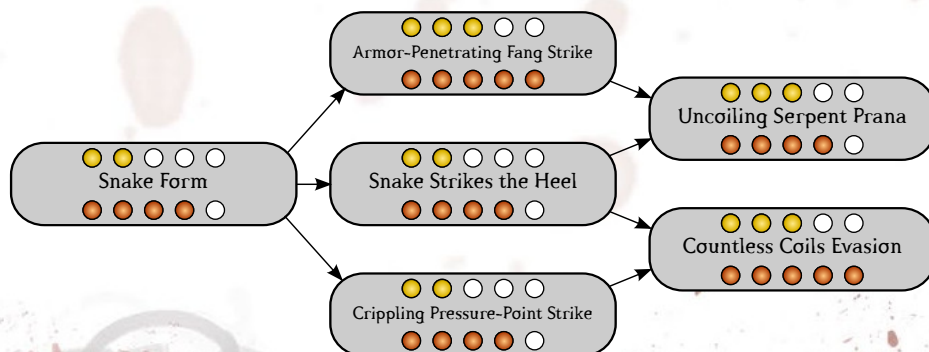 Armor-Penetrating Fang Strike
Uncoiling Serpent Prana
Snake Form
Snake Strikes the Heel
Countless Coils Evasion
Crippling Pressure-Point Strike